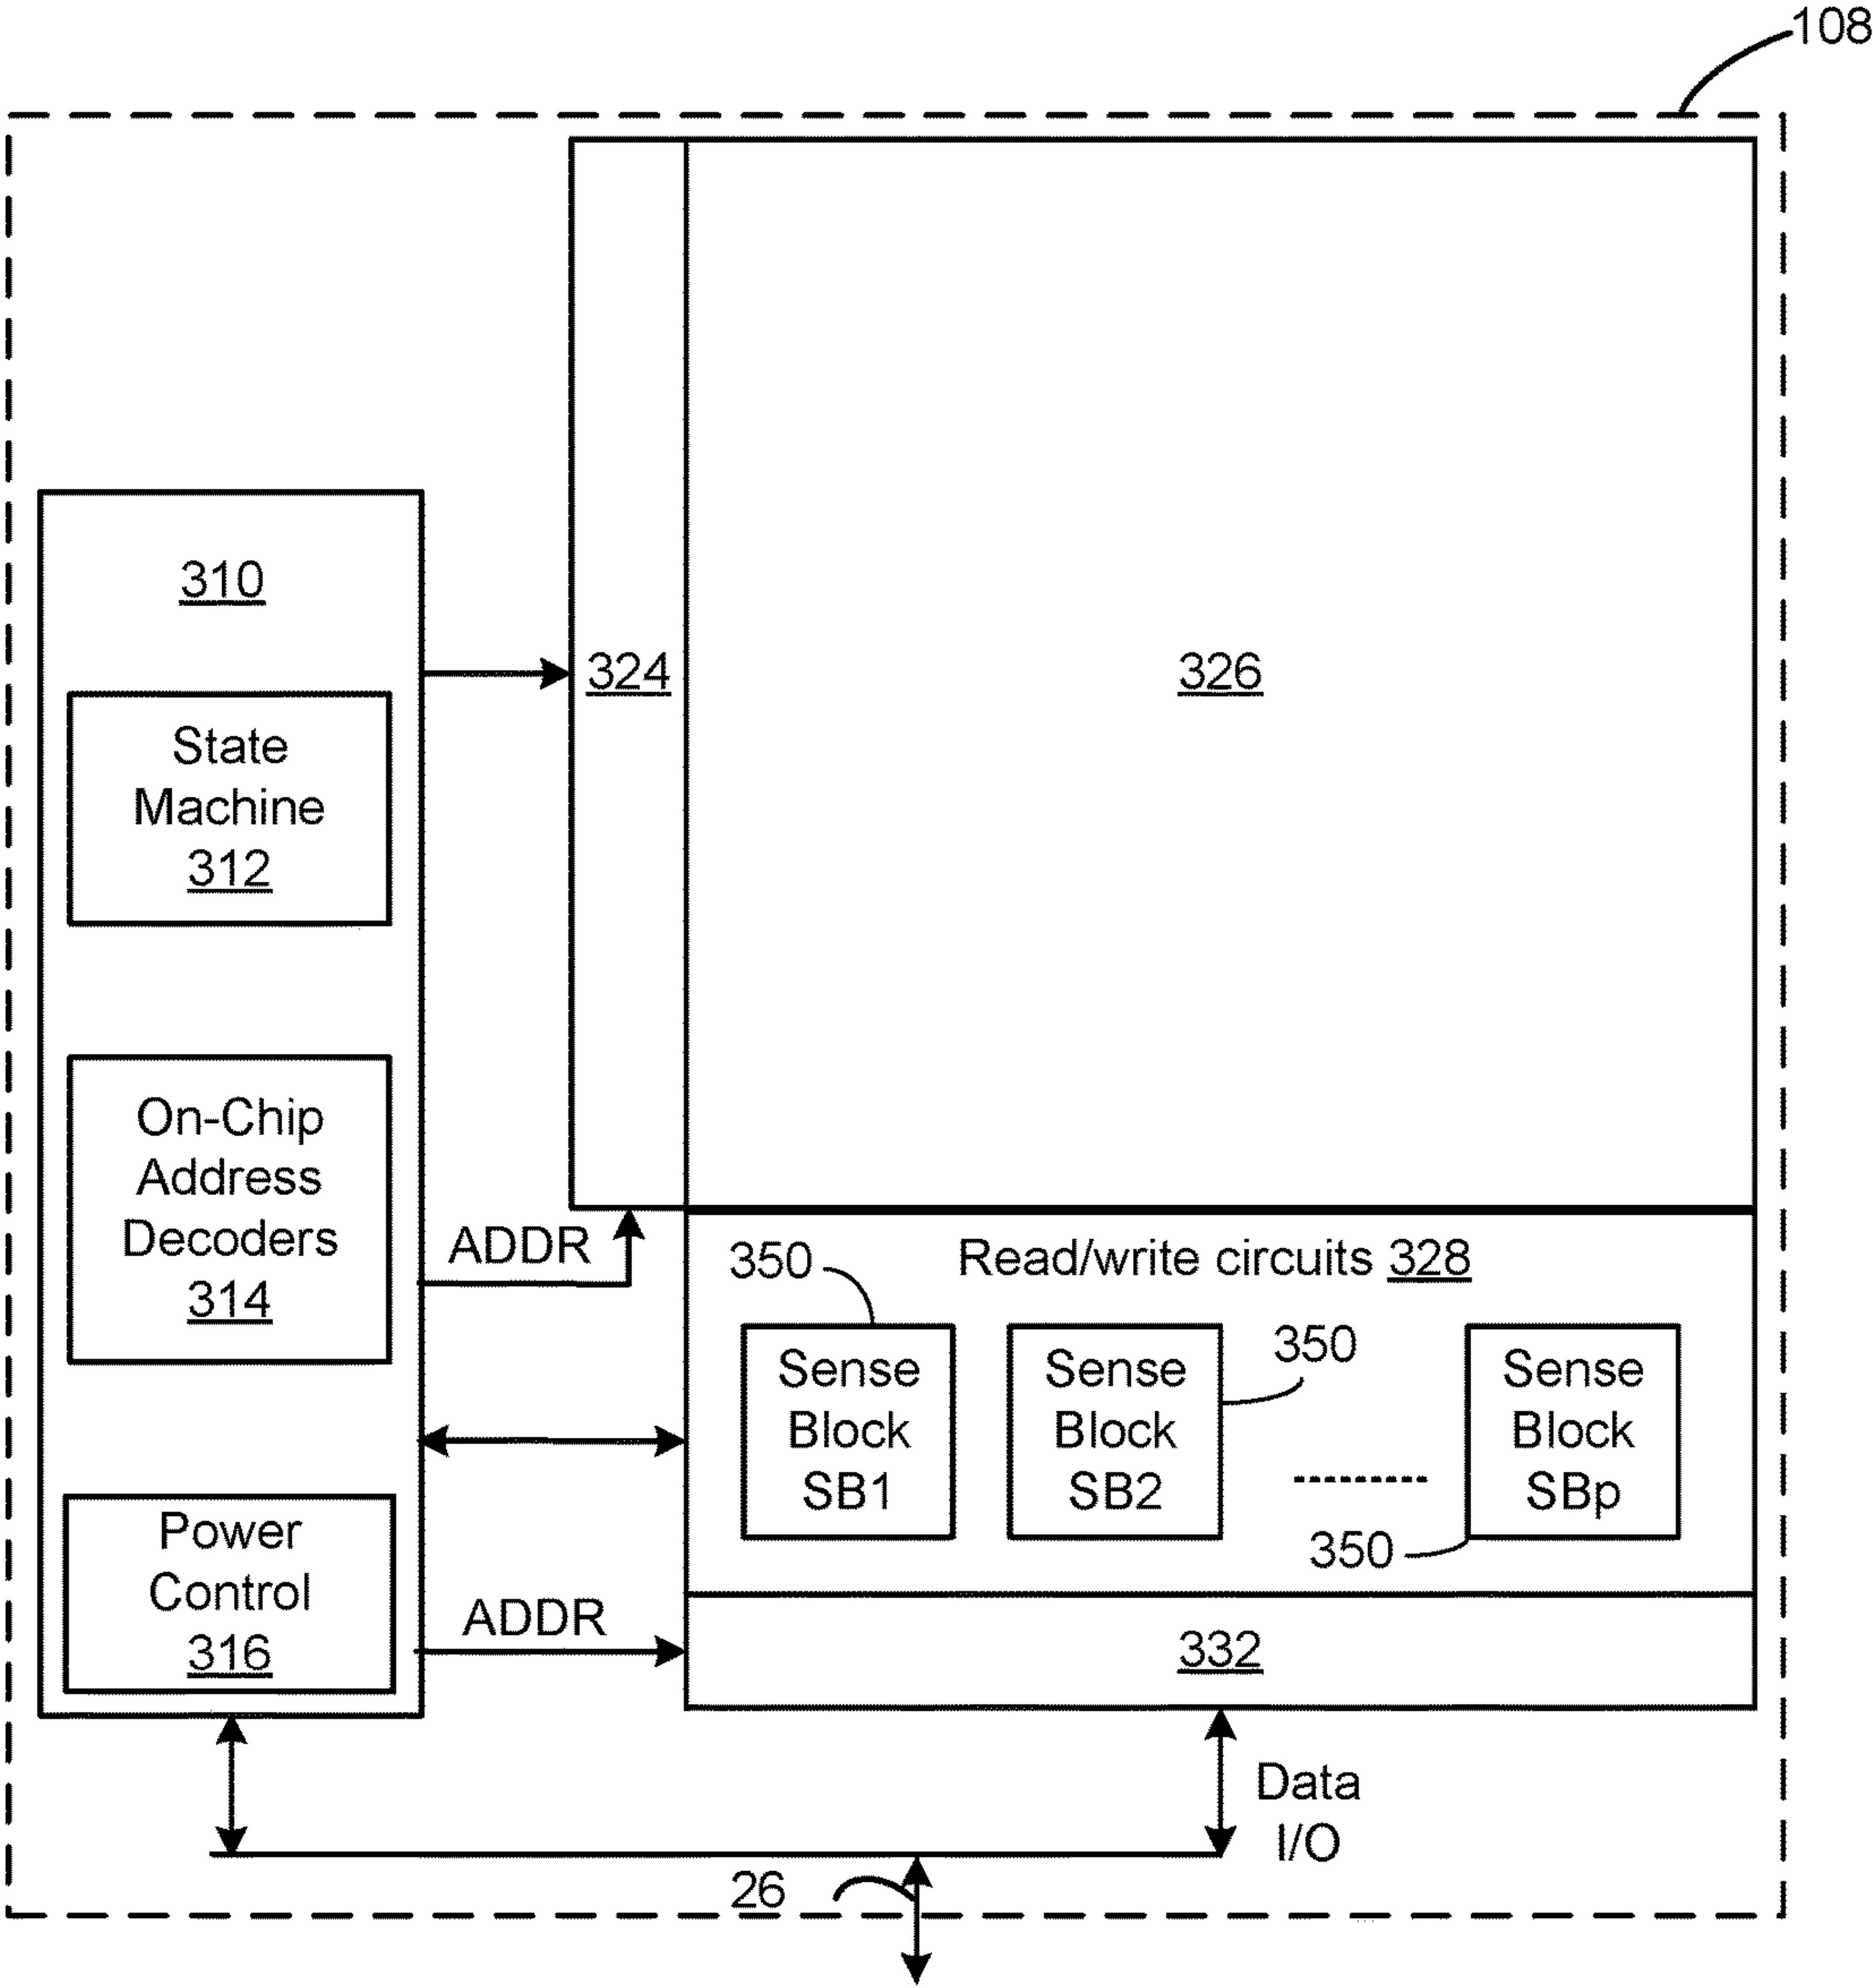 108
310
324
326
State
Machine
312
On-Chip
Address
Decoders
314
ADDR
350
Read/write circuits 328
Sense
Block
SB1
Sense
Block
SB2
350
Sense
Block
SBp
350
Power
Control
316
ADDR
332
Data
I/O
26